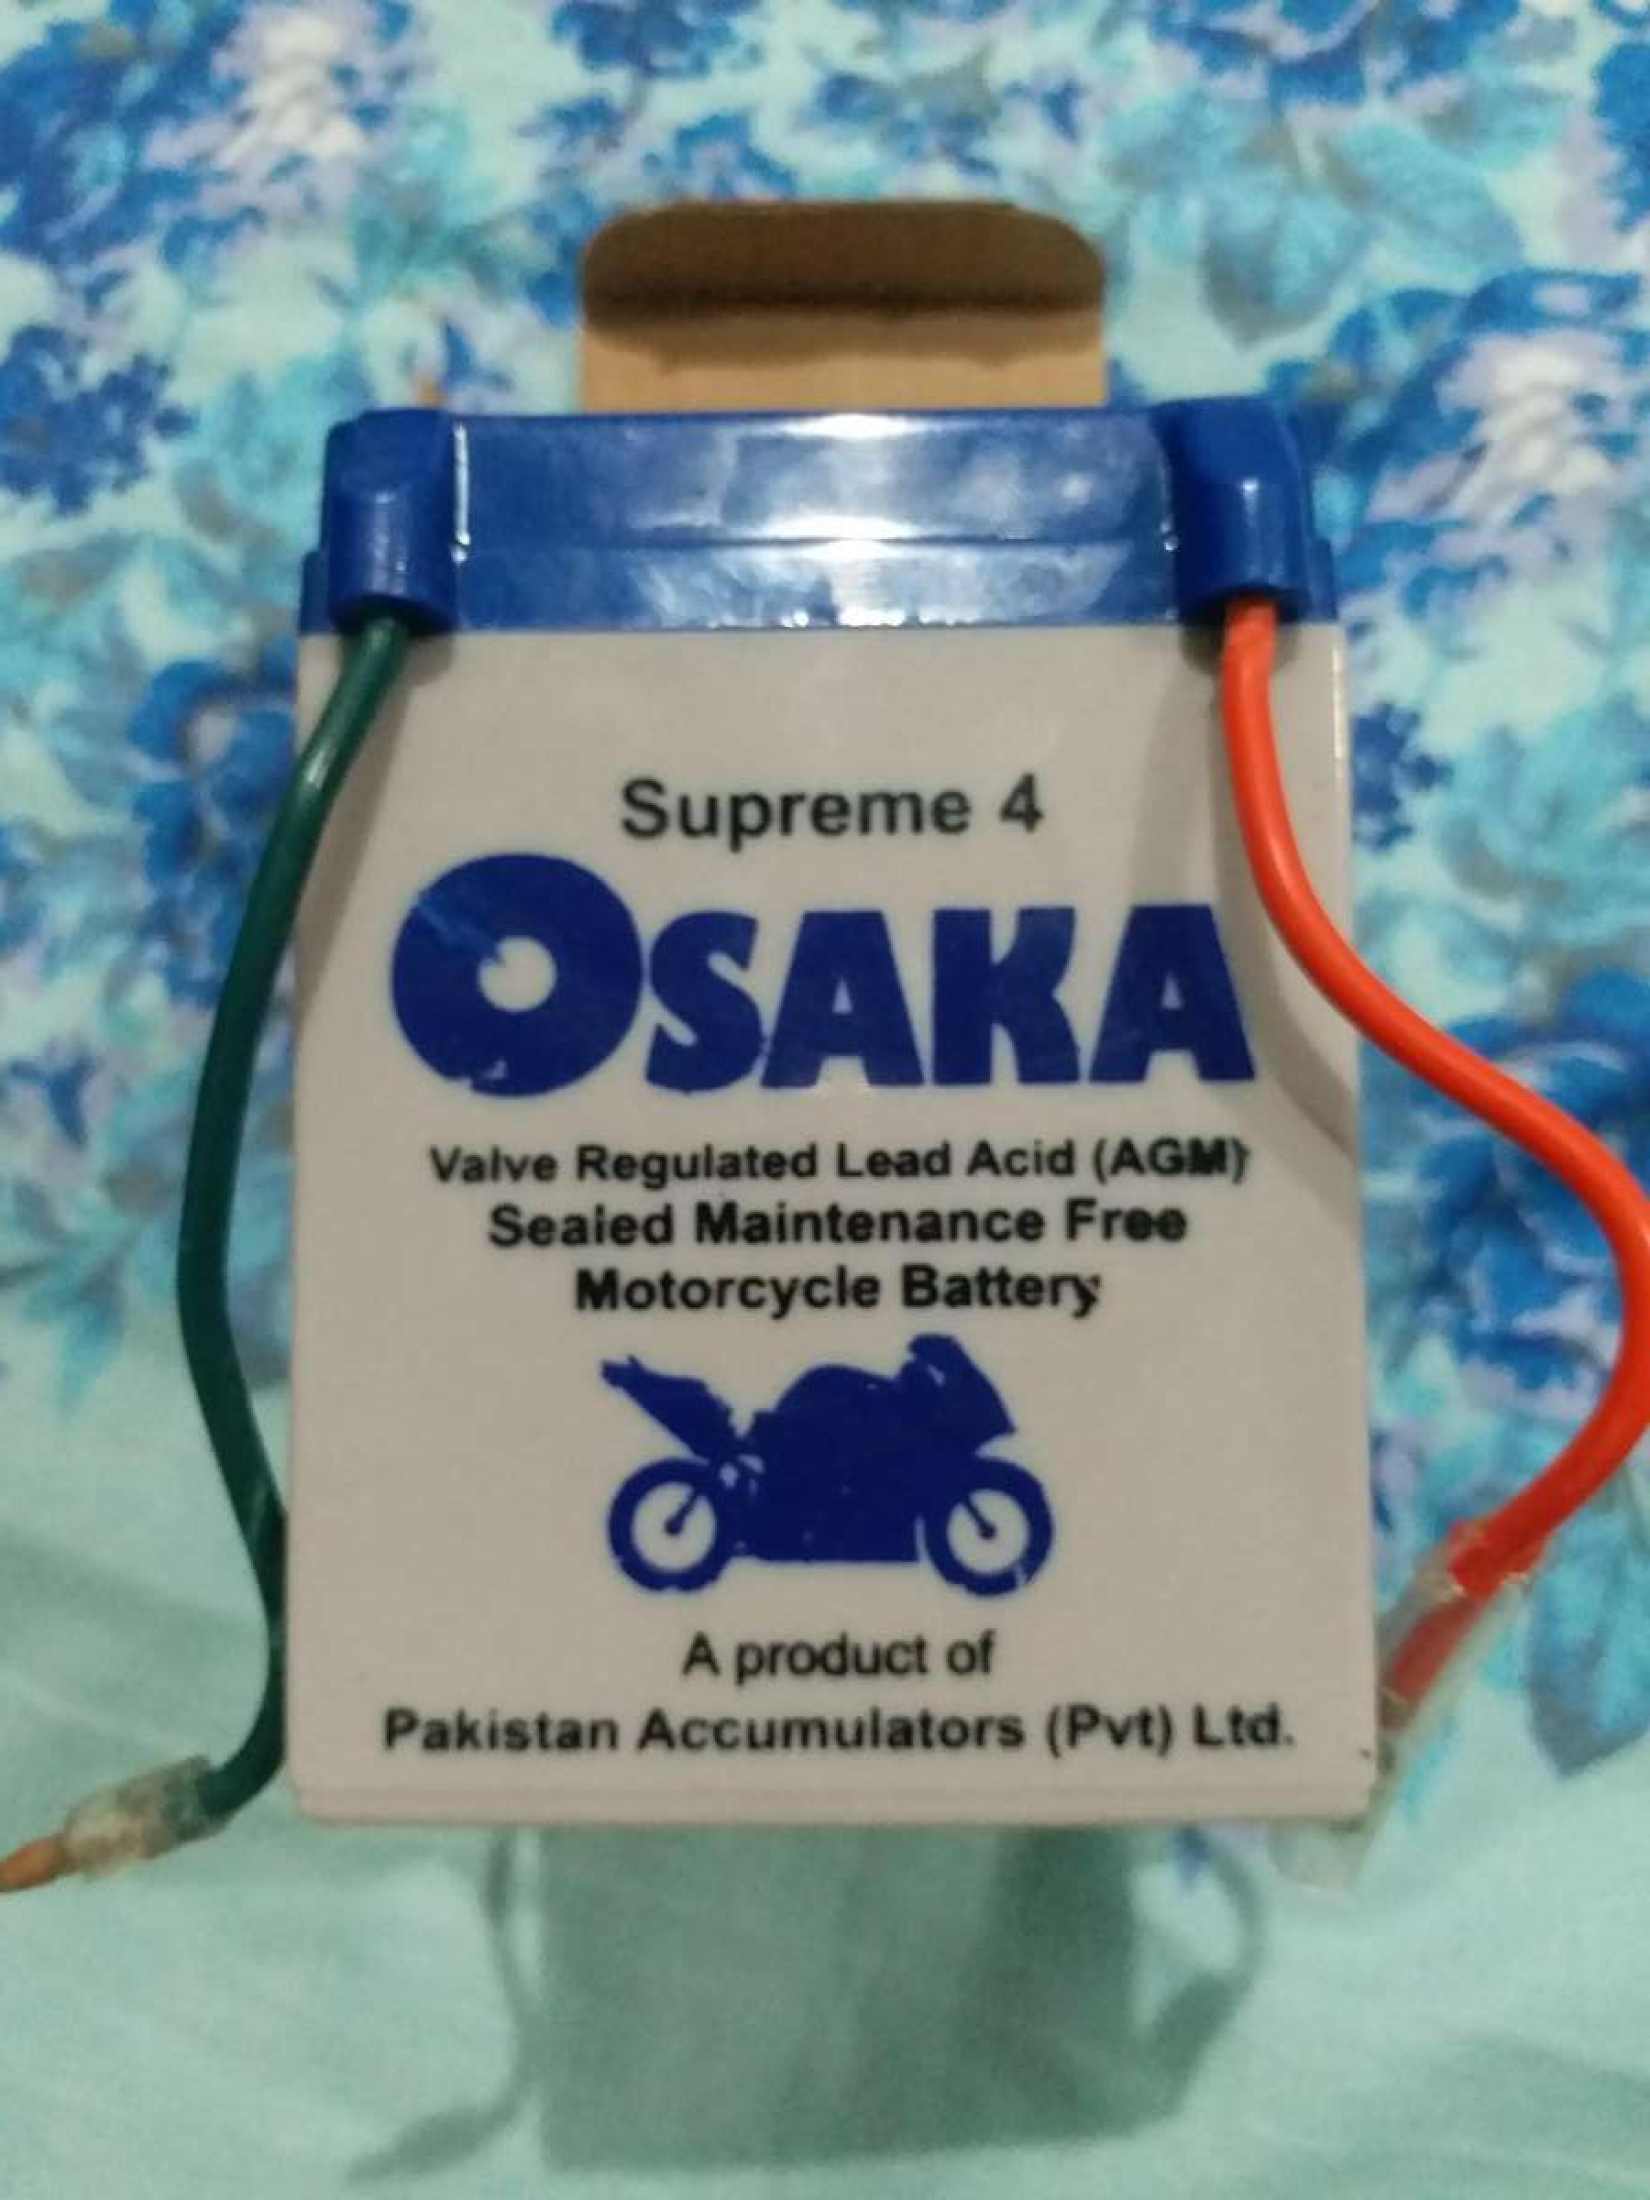 Supreme 4
OSAKA
Valve Regulated Lead Acid (AGM)
Sealed Maintenance Free
Motorcycle Battery
A product of
Pakistan Accumulators (Pvt) Ltd.